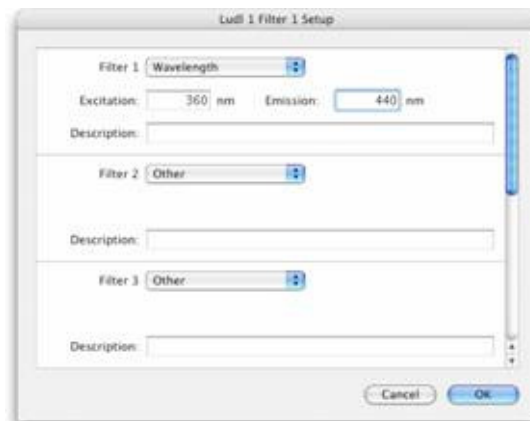 Ludl 1 Filter 1 Setup
Filter 1 Wavelength
Excitation: 360 nm Emission: 440 nm
Description:
Filter 2 Other
Description:
Filter 3 Other
Description:
Cancel OK